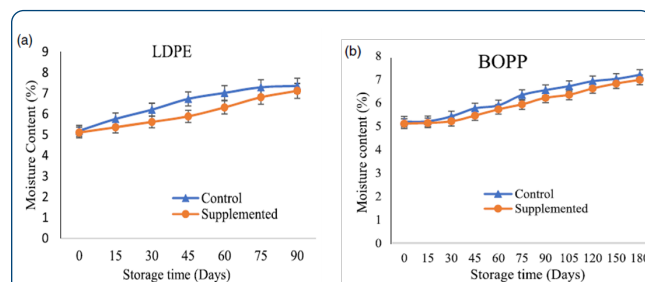 (a)
LDPE
Moisture Content (%)
9
8
7
6
5
4
3
2
1
0
Control
Supplemented
0 15 30 45 60 75 90
Storage time (Days)
(b)
BOPP
Moisture content (%)
8
7
6
5
4
3
2
1
0
Control
Supplemented
0 15 30 45 60 75 90 105 120 150 180
Storage time (Days)